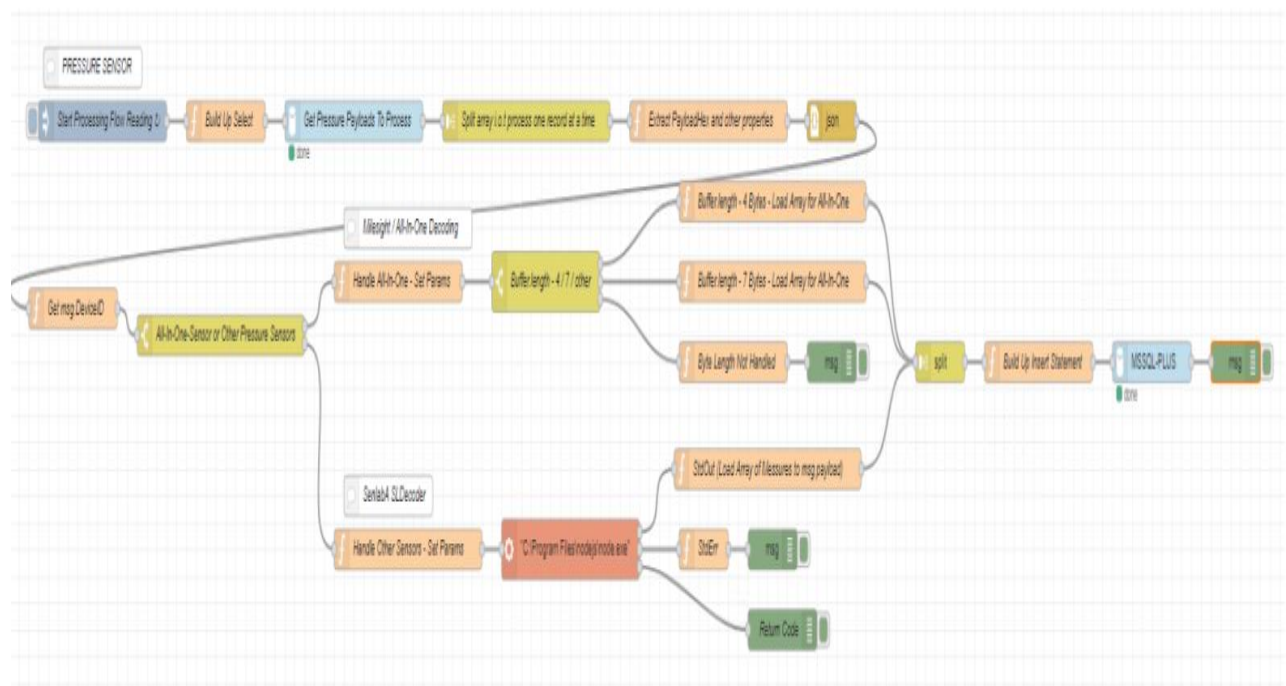 PRESSURE SENSOR
Start Processing Flow Reading
Build Up Select
Get Pressure Payloads To Process
Split array i.o.t process one record at a time
Extract PayloadHex and other properties
json
done
Buffer length - 4 Bytes - Load Array for All-In-One
Milesight / All-In-One Decoding
Handle All-In-One - Set Params
Buffer length - 4 / 7 / other
Buffer length - 7 Bytes - Load Array for All-In-One
Get msg.DeviceID
All-In-One-Sensor or Other Pressure Sensors
Byte Length Not Handled
msg
split
Build Up Insert Statement
MSSQL-PLUS
msg
done
StdOut (Load Array of Measures to msg.payload)
SenlabA SLDecoder
Handle Other Sensors - Set Params
"C:\Program Files\nodejs\node.exe"
StdErr
msg
Return Code